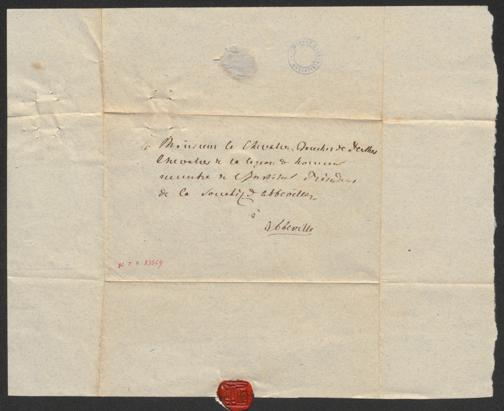 à Monsieur le Chevalier Boucher de Perthes
Chevalier de la légion d'honneur
membre de l'Institut Président
de la Société d'abbeville
à
abbeville